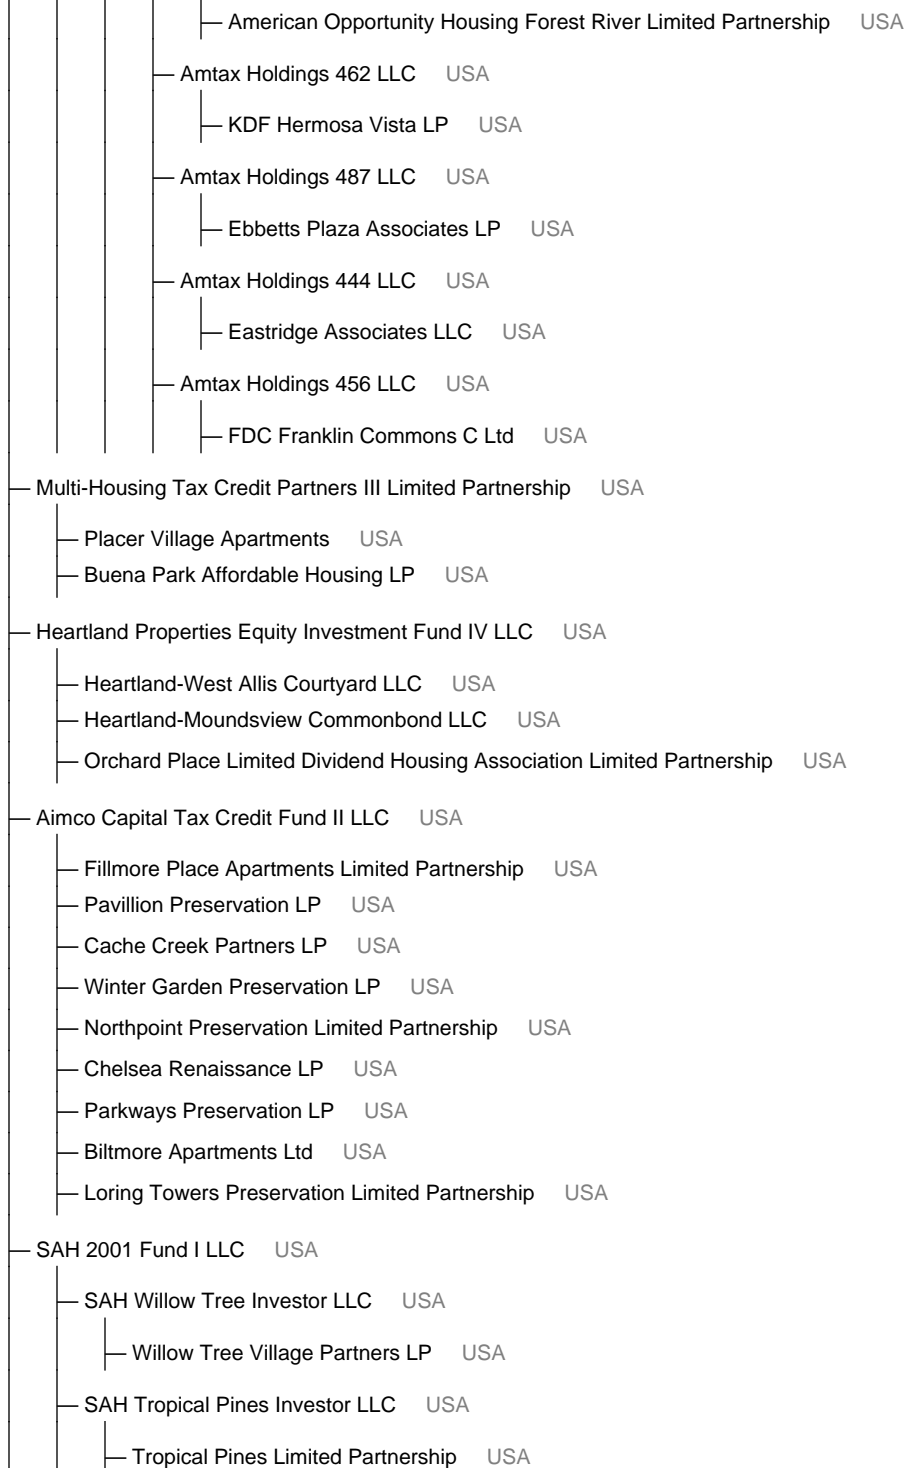 American Opportunity Housing Forest River Limited Partnership USA
Amtax Holdings 462 LLC USA
KDF Hermosa Vista LP USA
Amtax Holdings 487 LLC USA
Ebbetts Plaza Associates LP USA
Amtax Holdings 444 LLC USA
Eastridge Associates LLC USA
Amtax Holdings 456 LLC USA
FDC Franklin Commons C Ltd USA
Multi-Housing Tax Credit Partners III Limited Partnership USA
Placer Village Apartments USA
Buena Park Affordable Housing LP USA
Heartland Properties Equity Investment Fund IV LLC USA
Heartland-West Allis Courtyard LLC USA
Heartland-Moundsview Commonbond LLC USA
Orchard Place Limited Dividend Housing Association Limited Partnership USA
Aimco Capital Tax Credit Fund II LLC USA
Fillmore Place Apartments Limited Partnership USA
Pavillion Preservation LP USA
Cache Creek Partners LP USA
Winter Garden Preservation LP USA
Northpoint Preservation Limited Partnership USA
Chelsea Renaissance LP USA
Parkways Preservation LP USA
Biltmore Apartments Ltd USA
Loring Towers Preservation Limited Partnership USA
SAH 2001 Fund I LLC USA
SAH Willow Tree Investor LLC USA
Willow Tree Village Partners LP USA
SAH Tropical Pines Investor LLC USA
Tropical Pines Limited Partnership USA